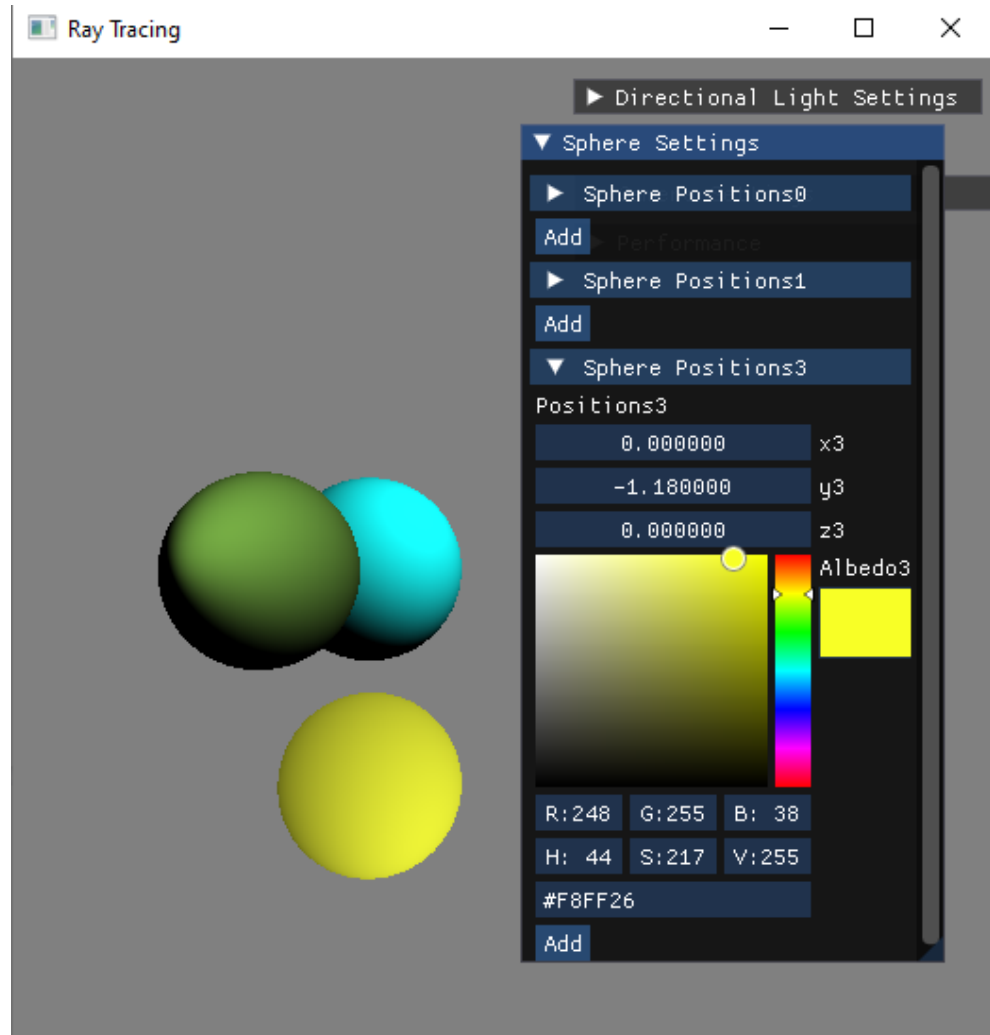 Ray Tracing
Directional Light Settings
Sphere Settings
Sphere Positions0
Add
Performance
Sphere Positions1
Add
Sphere Positions3
Positions3
0.000000 x3
-1.180000 y3
0.000000 z3
Albedo3
R:248 G:255 B: 38
H: 44 S:217 V:255
#F8FF26
Add